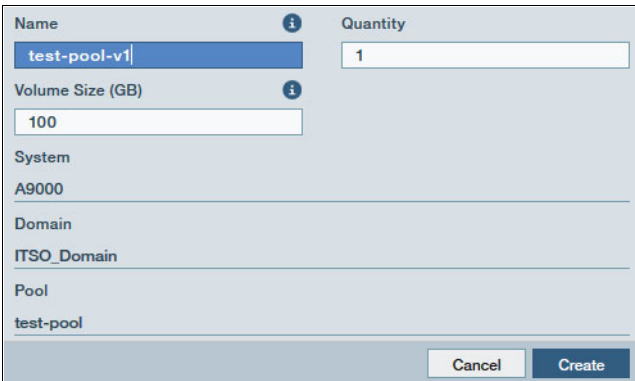 Name Quantity
test-pool-v1 1
Volume Size (GB)
100
System
A9000
Domain
ITSO_Domain
Pool
test-pool
Cancel Create